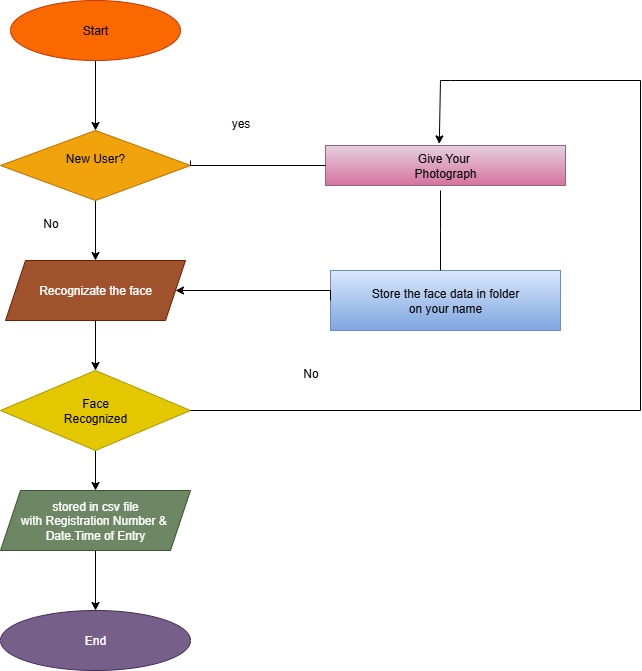 Start
yes
New User?
Give Your
Photograph
No
Recognizate the face
Store the face data in folder
on your name
No
Face
Recognized
stored in csv file
with Registration Number &
Date.Time of Entry
End